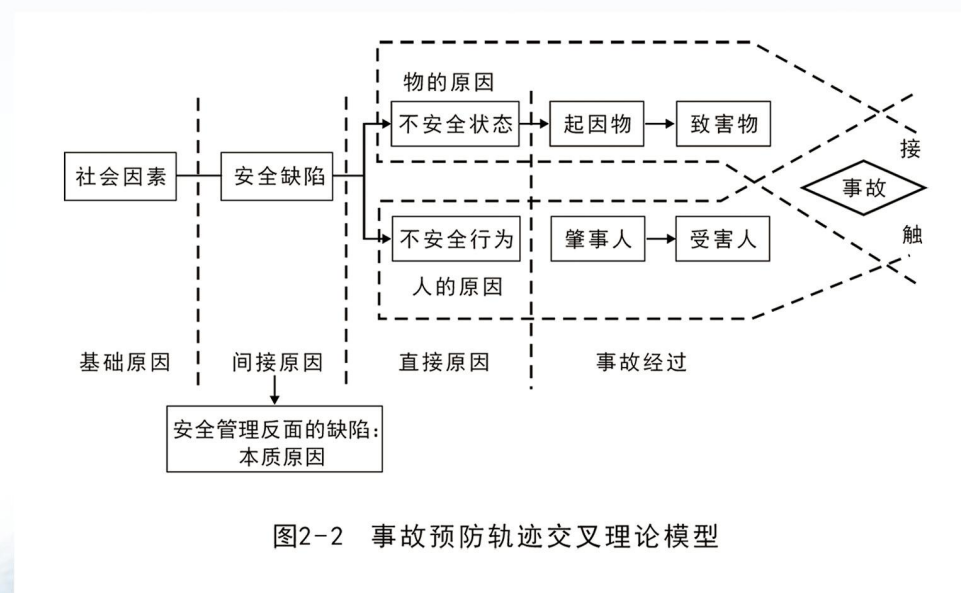 物的原因
不安全状态
起因物
致害物
社会因素
安全缺陷
接
事故
触
不安全行为
肇事人
受害人
人的原因
基础原因
间接原因
直接原因
事故经过
安全管理反面的缺陷：
本质原因
图2-2 事故预防轨迹交叉理论模型